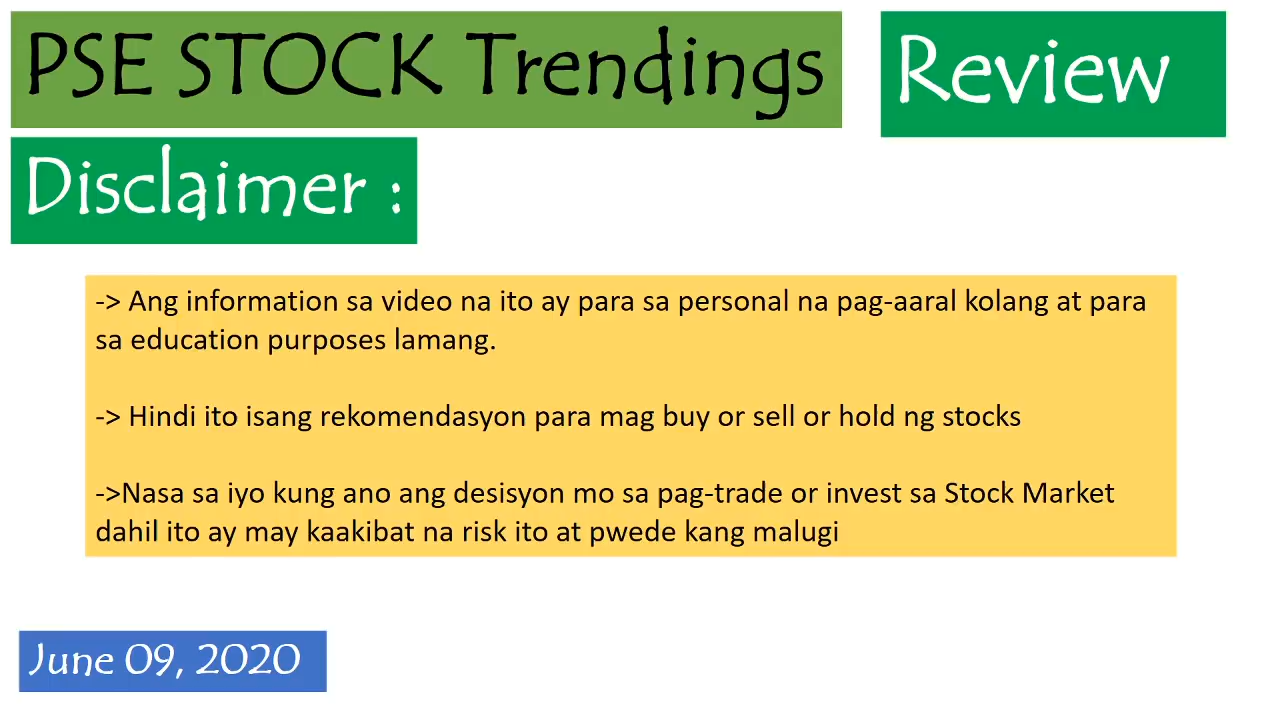 PSE STOCK Trendings
Review
Disclaimer :
-> Ang information sa video na ito ay para sa personal na pag-aaral kolang at para
sa education purposes lamang.
-> Hindi ito isang rekomendasyon para mag buy or sell or hold ng stocks
->Nasa sa iyo kung ano ang desisyon mo sa pag-trade or invest sa Stock Market
dahil ito ay may kaakibat na risk ito at pwede kang malugi
June 09, 2020